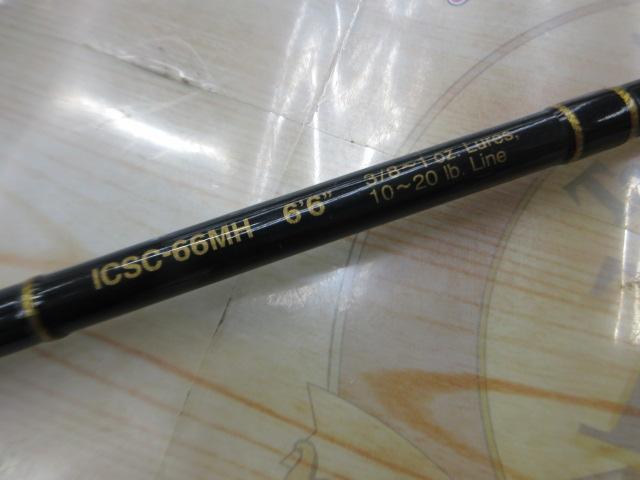 ICSC-66MH 6'6"
3/8~1 oz. Lures,
10~20 lb. Line